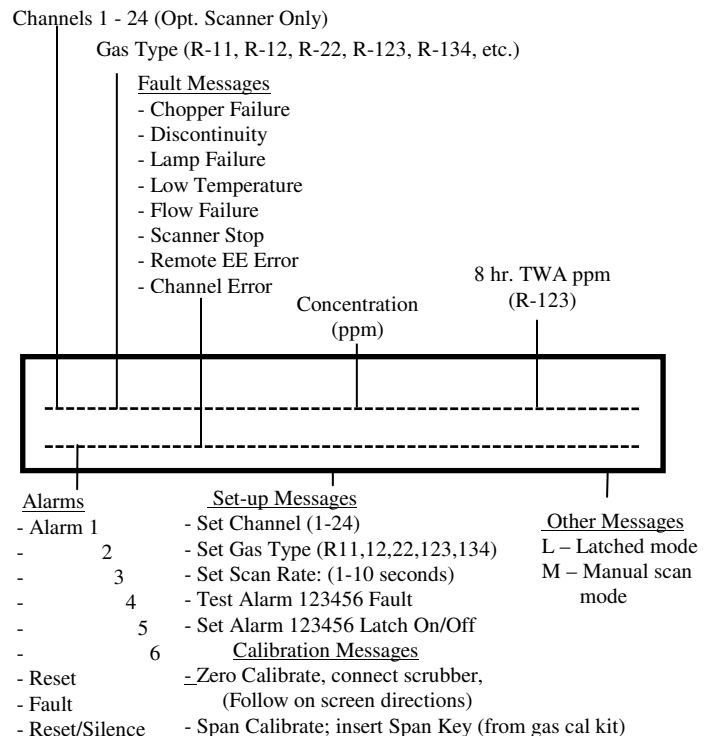 Channels 1 - 24 (Opt. Scanner Only)
Gas Type (R-11, R-12, R-22, R-123, R-134, etc.)
Fault Messages
- Chopper Failure
- Discontinuity
- Lamp Failure
- Low Temperature
- Flow Failure
- Scanner Stop
- Remote EE Error
- Channel Error
Concentration
(ppm)
8 hr. TWA ppm
(R-123)
Alarms
- Alarm 1
- 2
- 3
- 4
- 5
- 6
- Reset
- Fault
- Reset/Silence
Set-up Messages
- Set Channel (1-24)
- Set Gas Type (R11,12,22,123,134)
- Set Scan Rate: (1-10 seconds)
- Test Alarm 123456 Fault
- Set Alarm 123456 Latch On/Off
Calibration Messages
- Zero Calibrate, connect scrubber,
(Follow on screen directions)
- Span Calibrate; insert Span Key (from gas cal kit)
Other Messages
L – Latched mode
M – Manual scan
mode